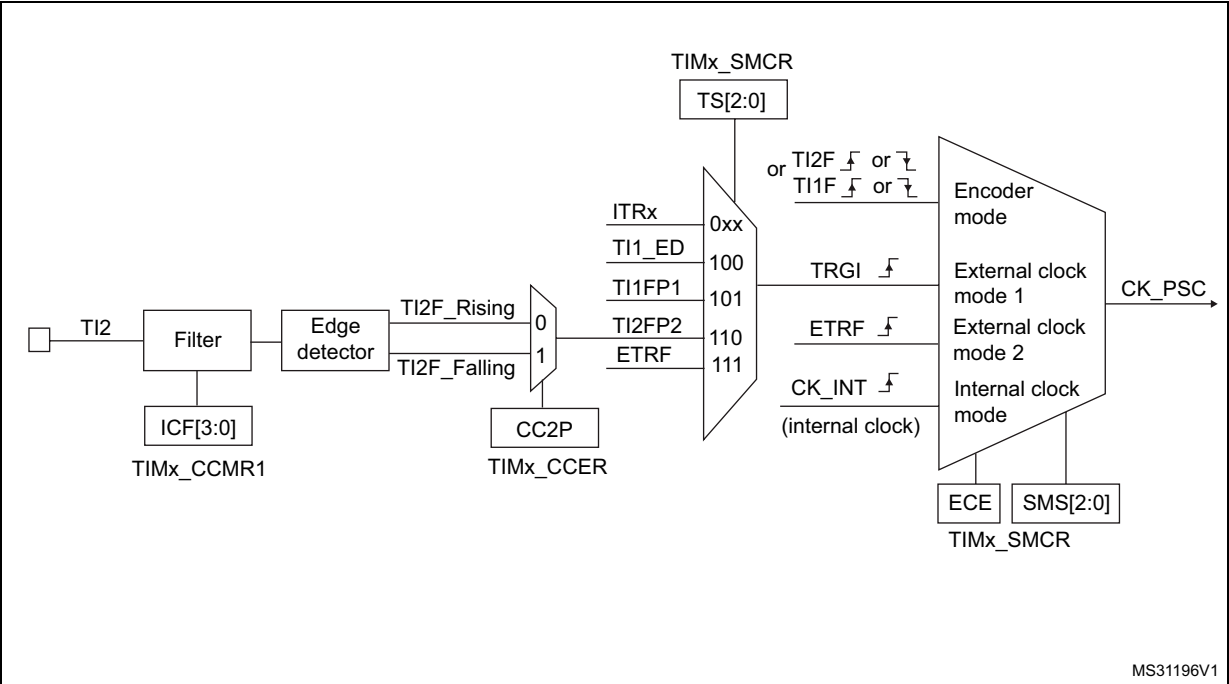 TIMx_SMCR
TS[2:0]
or TI2F or
TI1F or
Encoder
mode
ITRx
0xx
TI1_ED
100
TRGI
External clock
mode 1
CK_PSC
TI1FP1
101
TI2F_Rising
0
TI2
Filter
Edge
detector
TI2FP2
110
ETRF
External clock
mode 2
TI2F_Falling
1
ETRF
111
CK_INT
(internal clock)
Internal clock
mode
ICF[3:0]
TIMx_CCMR1
CC2P
TIMx_CCER
ECE
SMS[2:0]
TIMx_SMCR
MS31196V1